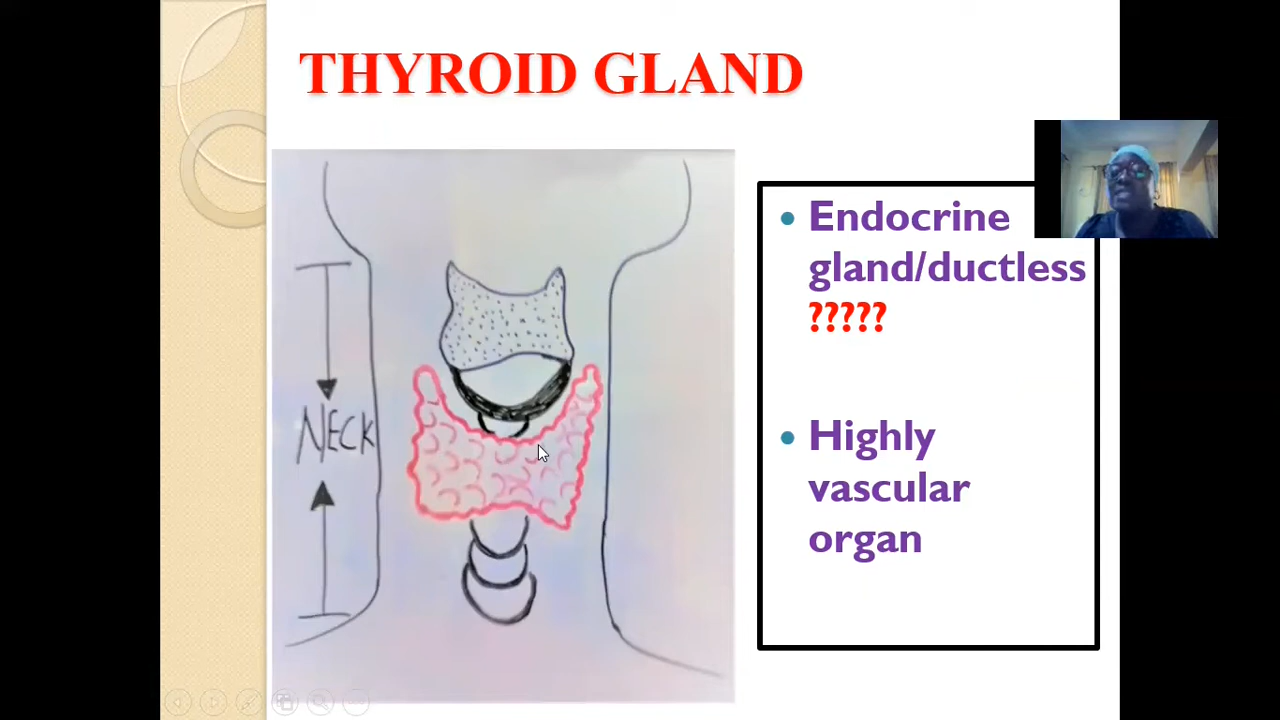 THYROID GLAND
NECK
Endocrine
gland/ductless
?????
Highly
vascular
organ